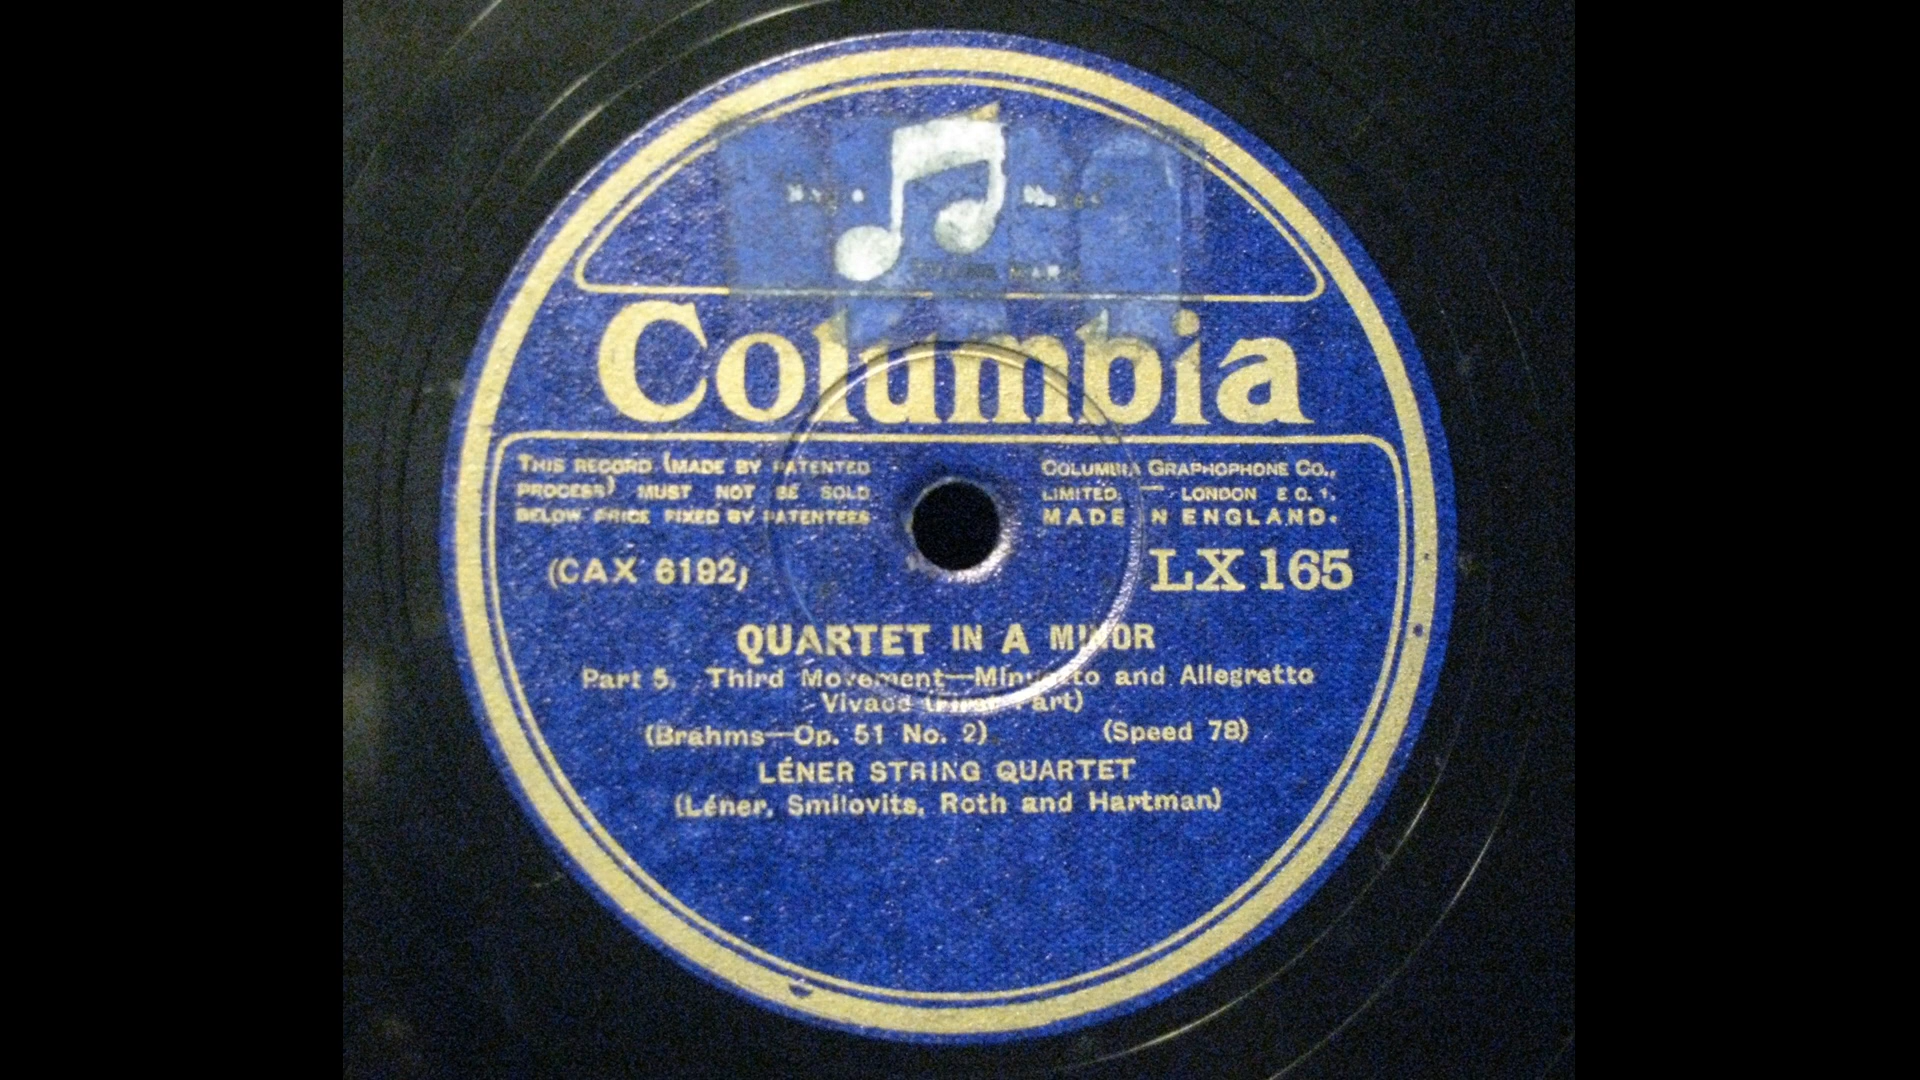 Columbia
THIS RECORD (MADE BY PATENTED
PROCESS) MUST NOT BE SOLD
BELOW PRICE FIXED BY PATENTEES
COLUMBIA GRAPHOPHONE CO.,
LIMITED, LONDON E.C.1.
MADE IN ENGLAND.
(CAX 6192)
LX 165
QUARTET IN A MINOR
Part 5. Third Movement—Minuetto and Allegretto
Vivace (First Part)
(Brahms—Op. 51 No. 2) (Speed 78)
LÉNER STRING QUARTET
(Léner, Smilovits, Roth and Hartman)